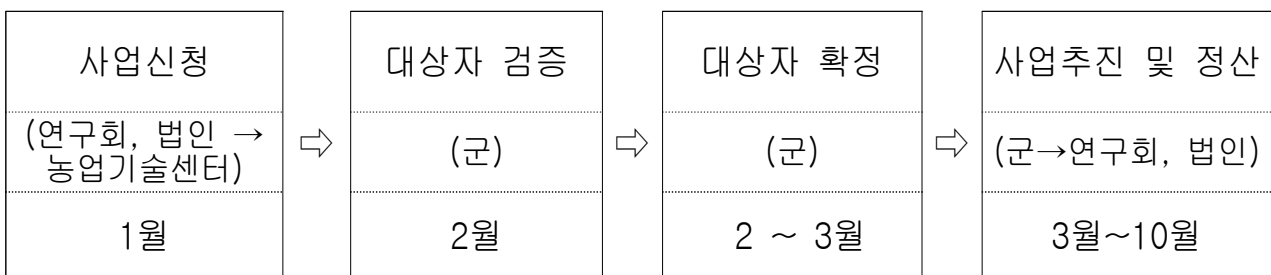 사업신청
(연구회, 법인 →
농업기술센터)
1월
⇨
대상자 검증
(군)
2월
⇨
대상자 확정
(군)
2 ~ 3월
⇨
사업추진 및 정산
(군→연구회, 법인)
3월~10월